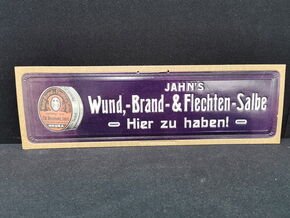 JAHN'S
Wund,-Brand-&Flechten-Salbe
Hier zu haben!